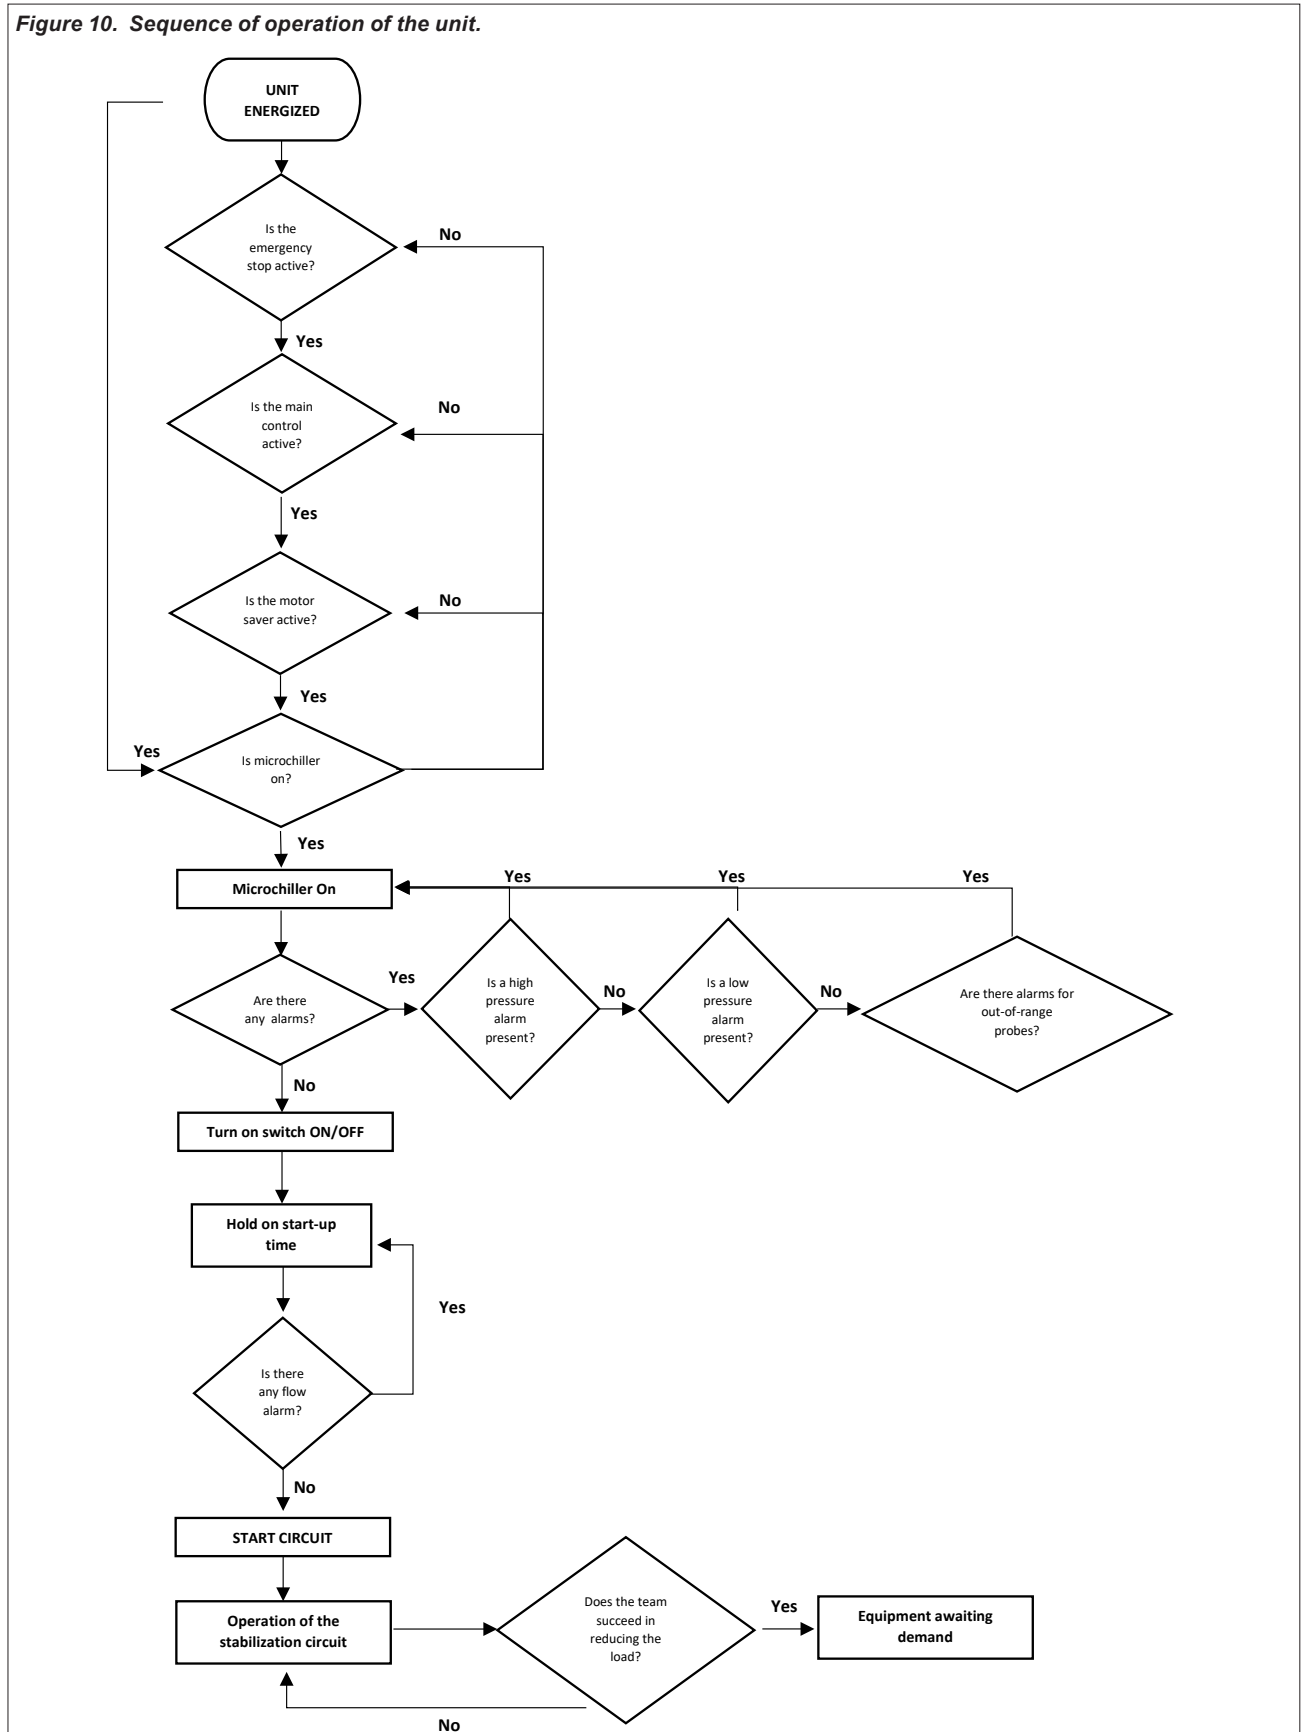 Figure 10. Sequence of operation of the unit.
UNIT
ENERGIZED
Is the
emergency
stop active?
No
Yes
Is the main
control
active?
No
Yes
Is the motor
saver active?
No
Yes
Yes
Is microchiller
on?
Yes
Microchiller On
Yes
Yes
Yes
Are there
any alarms?
Yes
Is a high
pressure
alarm
present?
No
Is a low
pressure
alarm
present?
No
Are there alarms for
out-of-range
probes?
No
Turn on switch ON/OFF
Hold on start-up
time
Yes
Is there
any flow
alarm?
No
START CIRCUIT
Operation of the
stabilization circuit
Does the team
succeed in
reducing the
load?
Yes
Equipment awaiting
demand
No